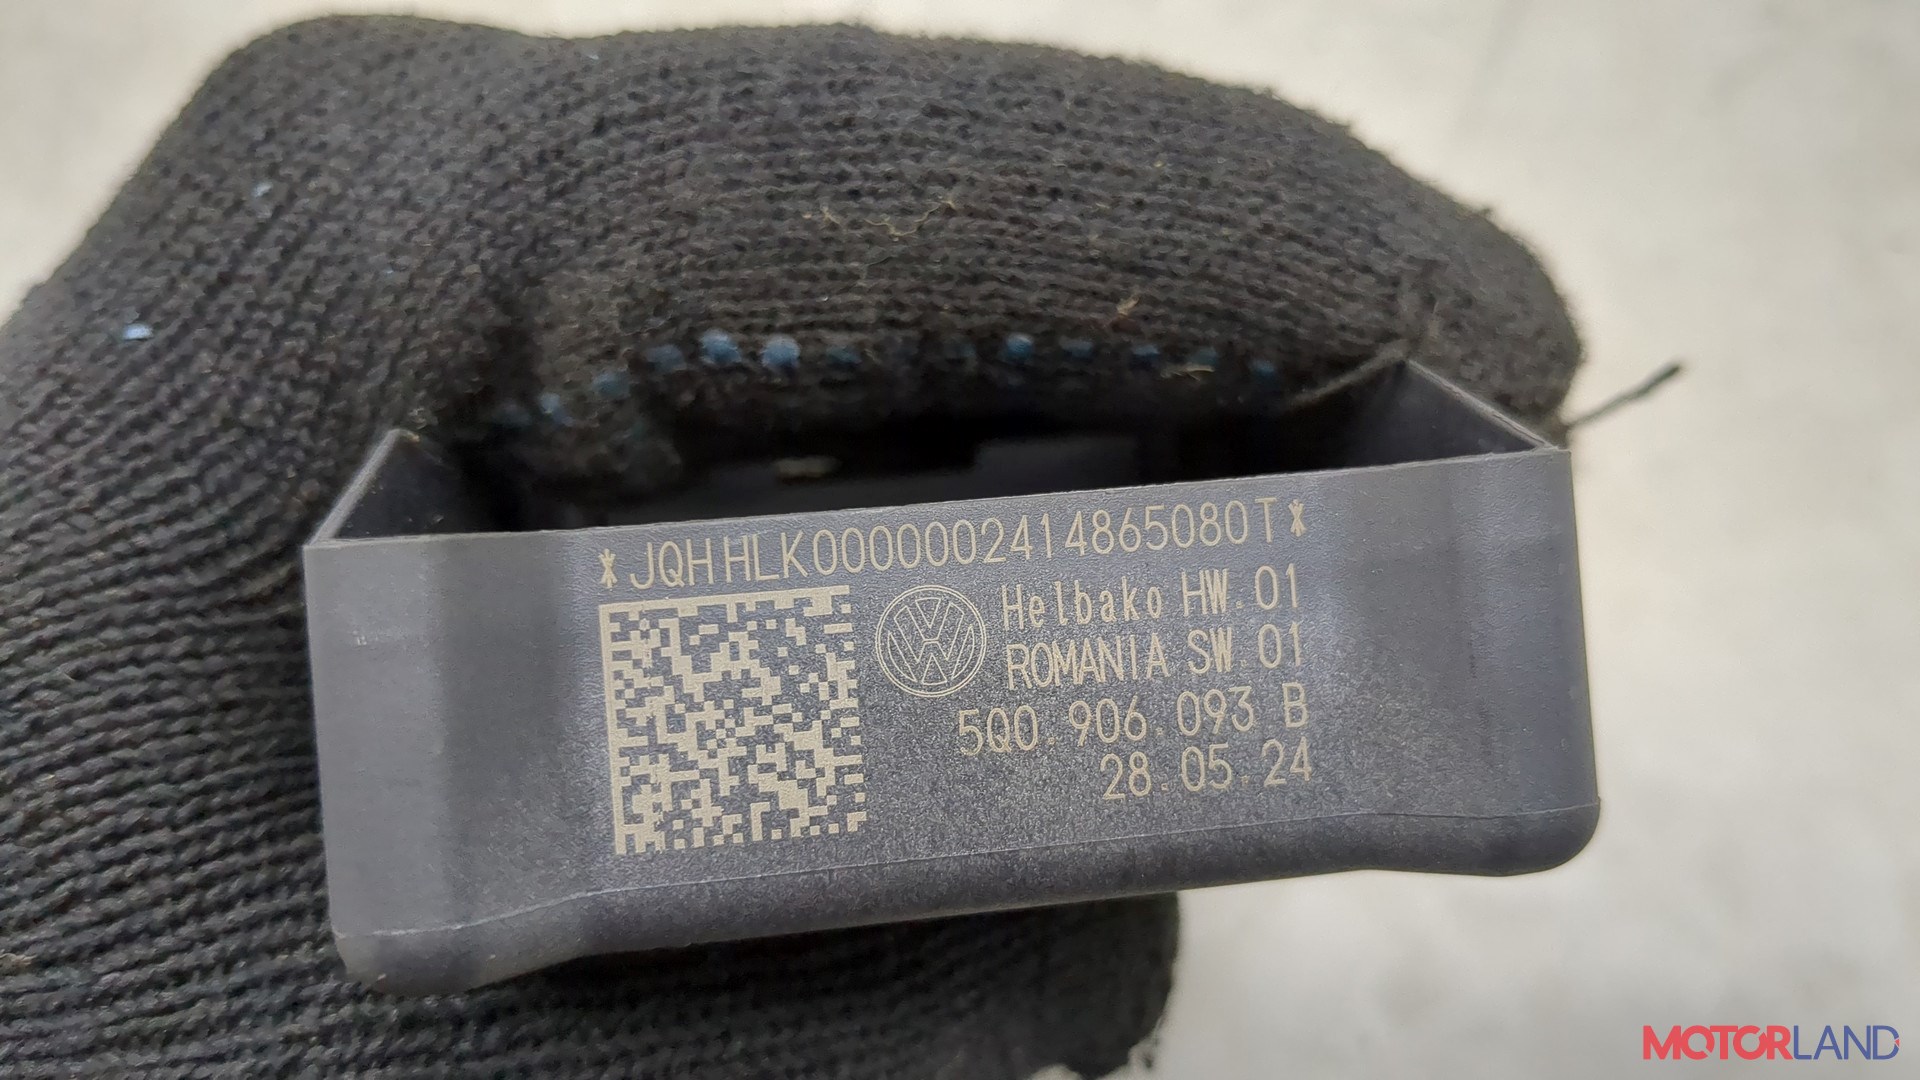 *JQHHLK0000002414865080T*
Helbako HW.01
ROMANIA SW.01
5Q0.906.093 B
28.05.24
MOTORLAND